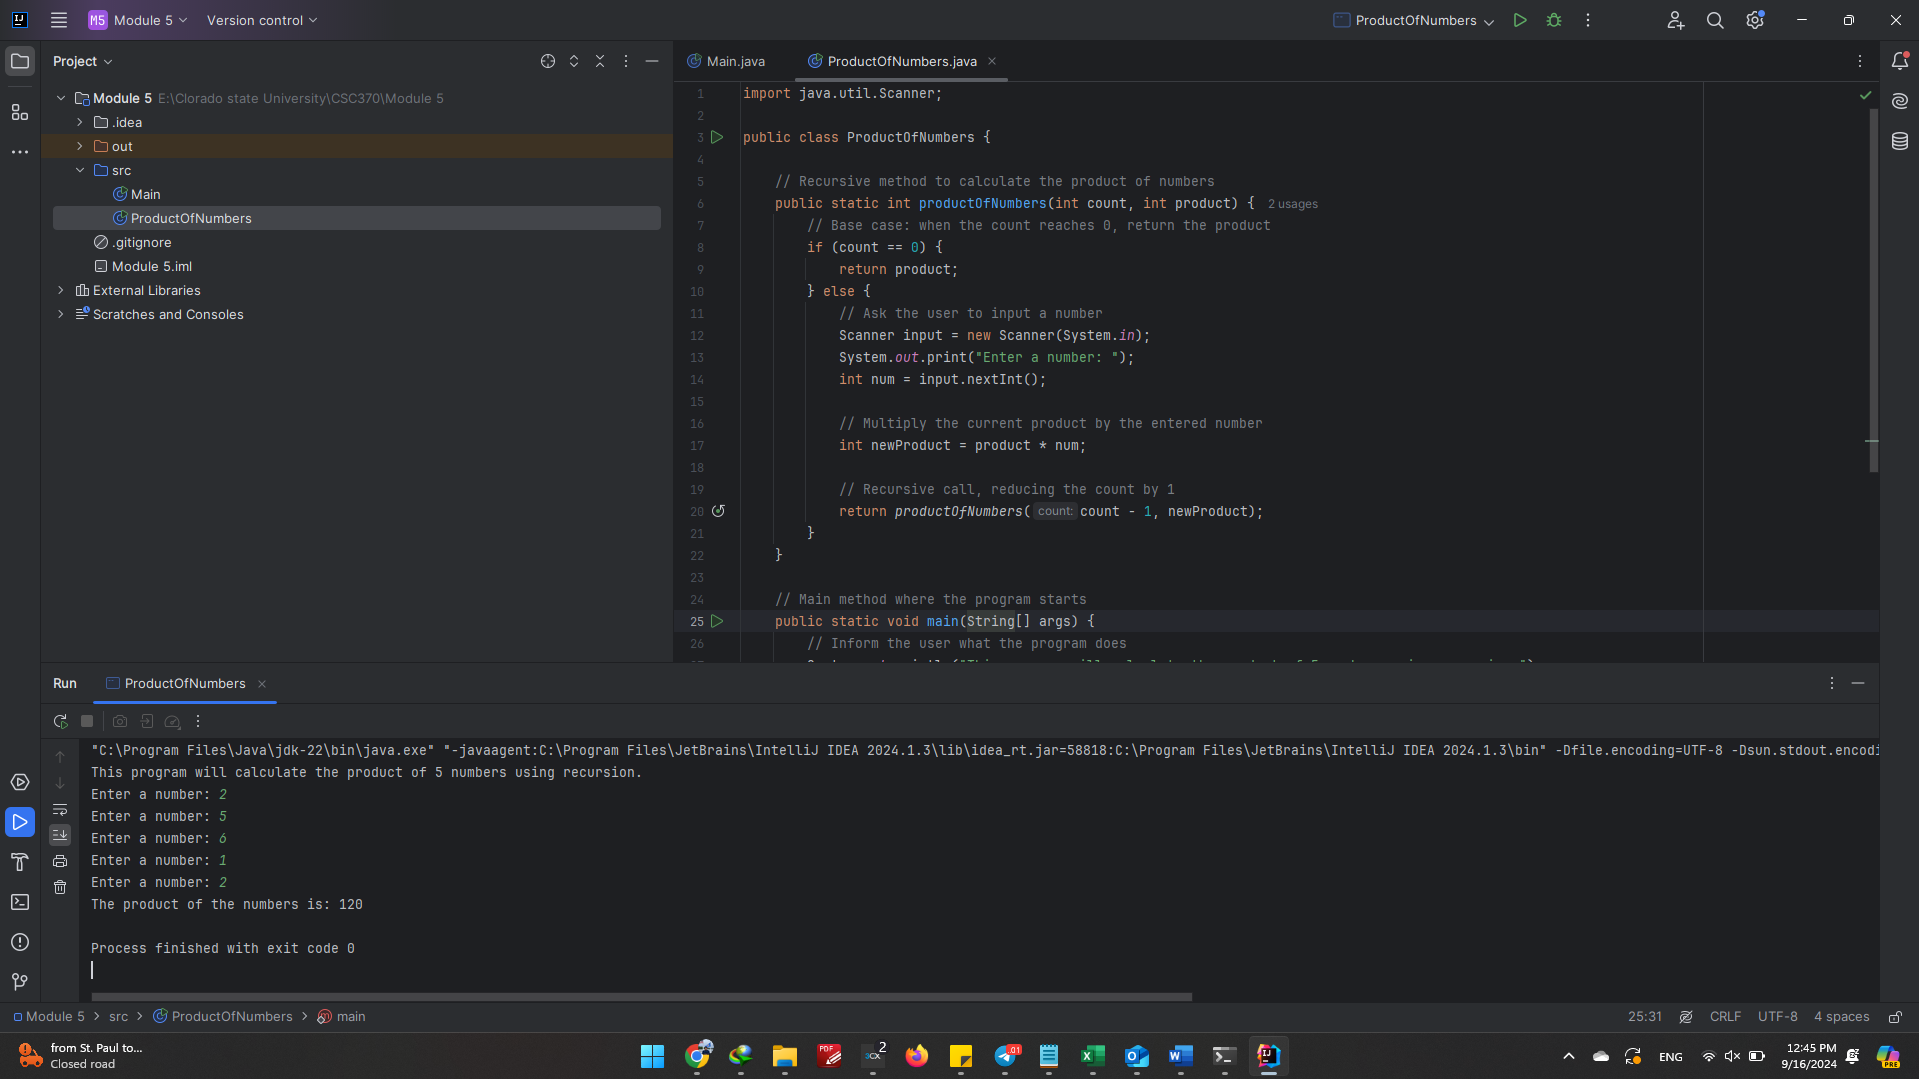 M5 Module 5 Version control ProductOfNumbers
Project
Main.java ProductOfNumbers.java
Module 5 E:\Clorado state University\CSC370\Module 5
.idea
out
src
Main
ProductOfNumbers
.gitignore
Module 5.iml
External Libraries
Scratches and Consoles
1 import java.util.Scanner;
2
3 public class ProductOfNumbers {
4
5 // Recursive method to calculate the product of numbers
6 public static int productOfNumbers(int count, int product) { 2 usages
7 // Base case: when the count reaches 0, return the product
8 if (count == 0) {
9 return product;
10 } else {
11 // Ask the user to input a number
12 Scanner input = new Scanner(System.in);
13 System.out.print("Enter a number: ");
14 int num = input.nextInt();
15
16 // Multiply the current product by the entered number
17 int newProduct = product * num;
18
19 // Recursive call, reducing the count by 1
20 return productOfNumbers( count: count - 1, newProduct);
21 }
22 }
23
24 // Main method where the program starts
25 public static void main(String[] args) {
26 // Inform the user what the program does
Run ProductOfNumbers
"C:\Program Files\Java\jdk-22\bin\java.exe" "-javaagent:C:\Program Files\JetBrains\IntelliJ IDEA 2024.1.3\lib\idea_rt.jar=58818:C:\Program Files\JetBrains\IntelliJ IDEA 2024.1.3\bin" -Dfile.encoding=UTF-8 -Dsun.stdout.encodi
This program will calculate the product of 5 numbers using recursion.
Enter a number: 2
Enter a number: 5
Enter a number: 6
Enter a number: 1
Enter a number: 2
The product of the numbers is: 120
Process finished with exit code 0
Module 5 > src > ProductOfNumbers > main 25:31 CRLF UTF-8 4 spaces
from St. Paul to...
Closed road
PDF
3CX
2
.01
ENG
12:45 PM
9/16/2024
PRE